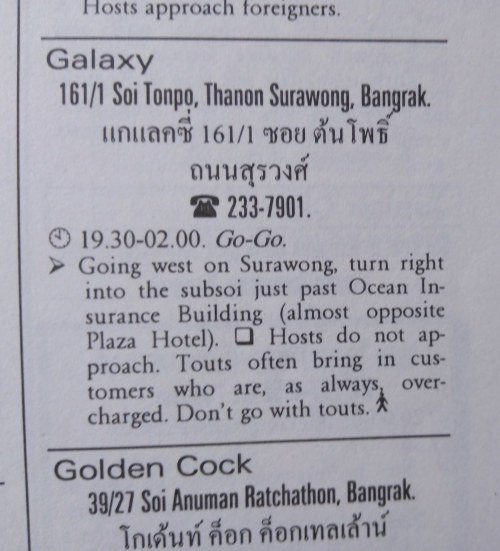 Hosts approach foreigners.
Galaxy
161/1 Soi Tonpo, Thanon Surawong, Bangrak.
แกแลคซี่ 161/1 ซอย ต้นโพธิ์
ถนนสุรวงศ์
☎ 233-7901.
19.30-02.00. Go-Go.
➤ Going west on Surawong, turn right
into the subsoi just past Ocean In-
surance Building (almost opposite
Plaza Hotel). ❑ Hosts do not ap-
proach. Touts often bring in cus-
tomers who are, as always, over-
charged. Don't go with touts.
Golden Cock
39/27 Soi Anuman Ratchathon, Bangrak.
โกเด้นท์ ค็อก ค็อกเทลเล้าน์